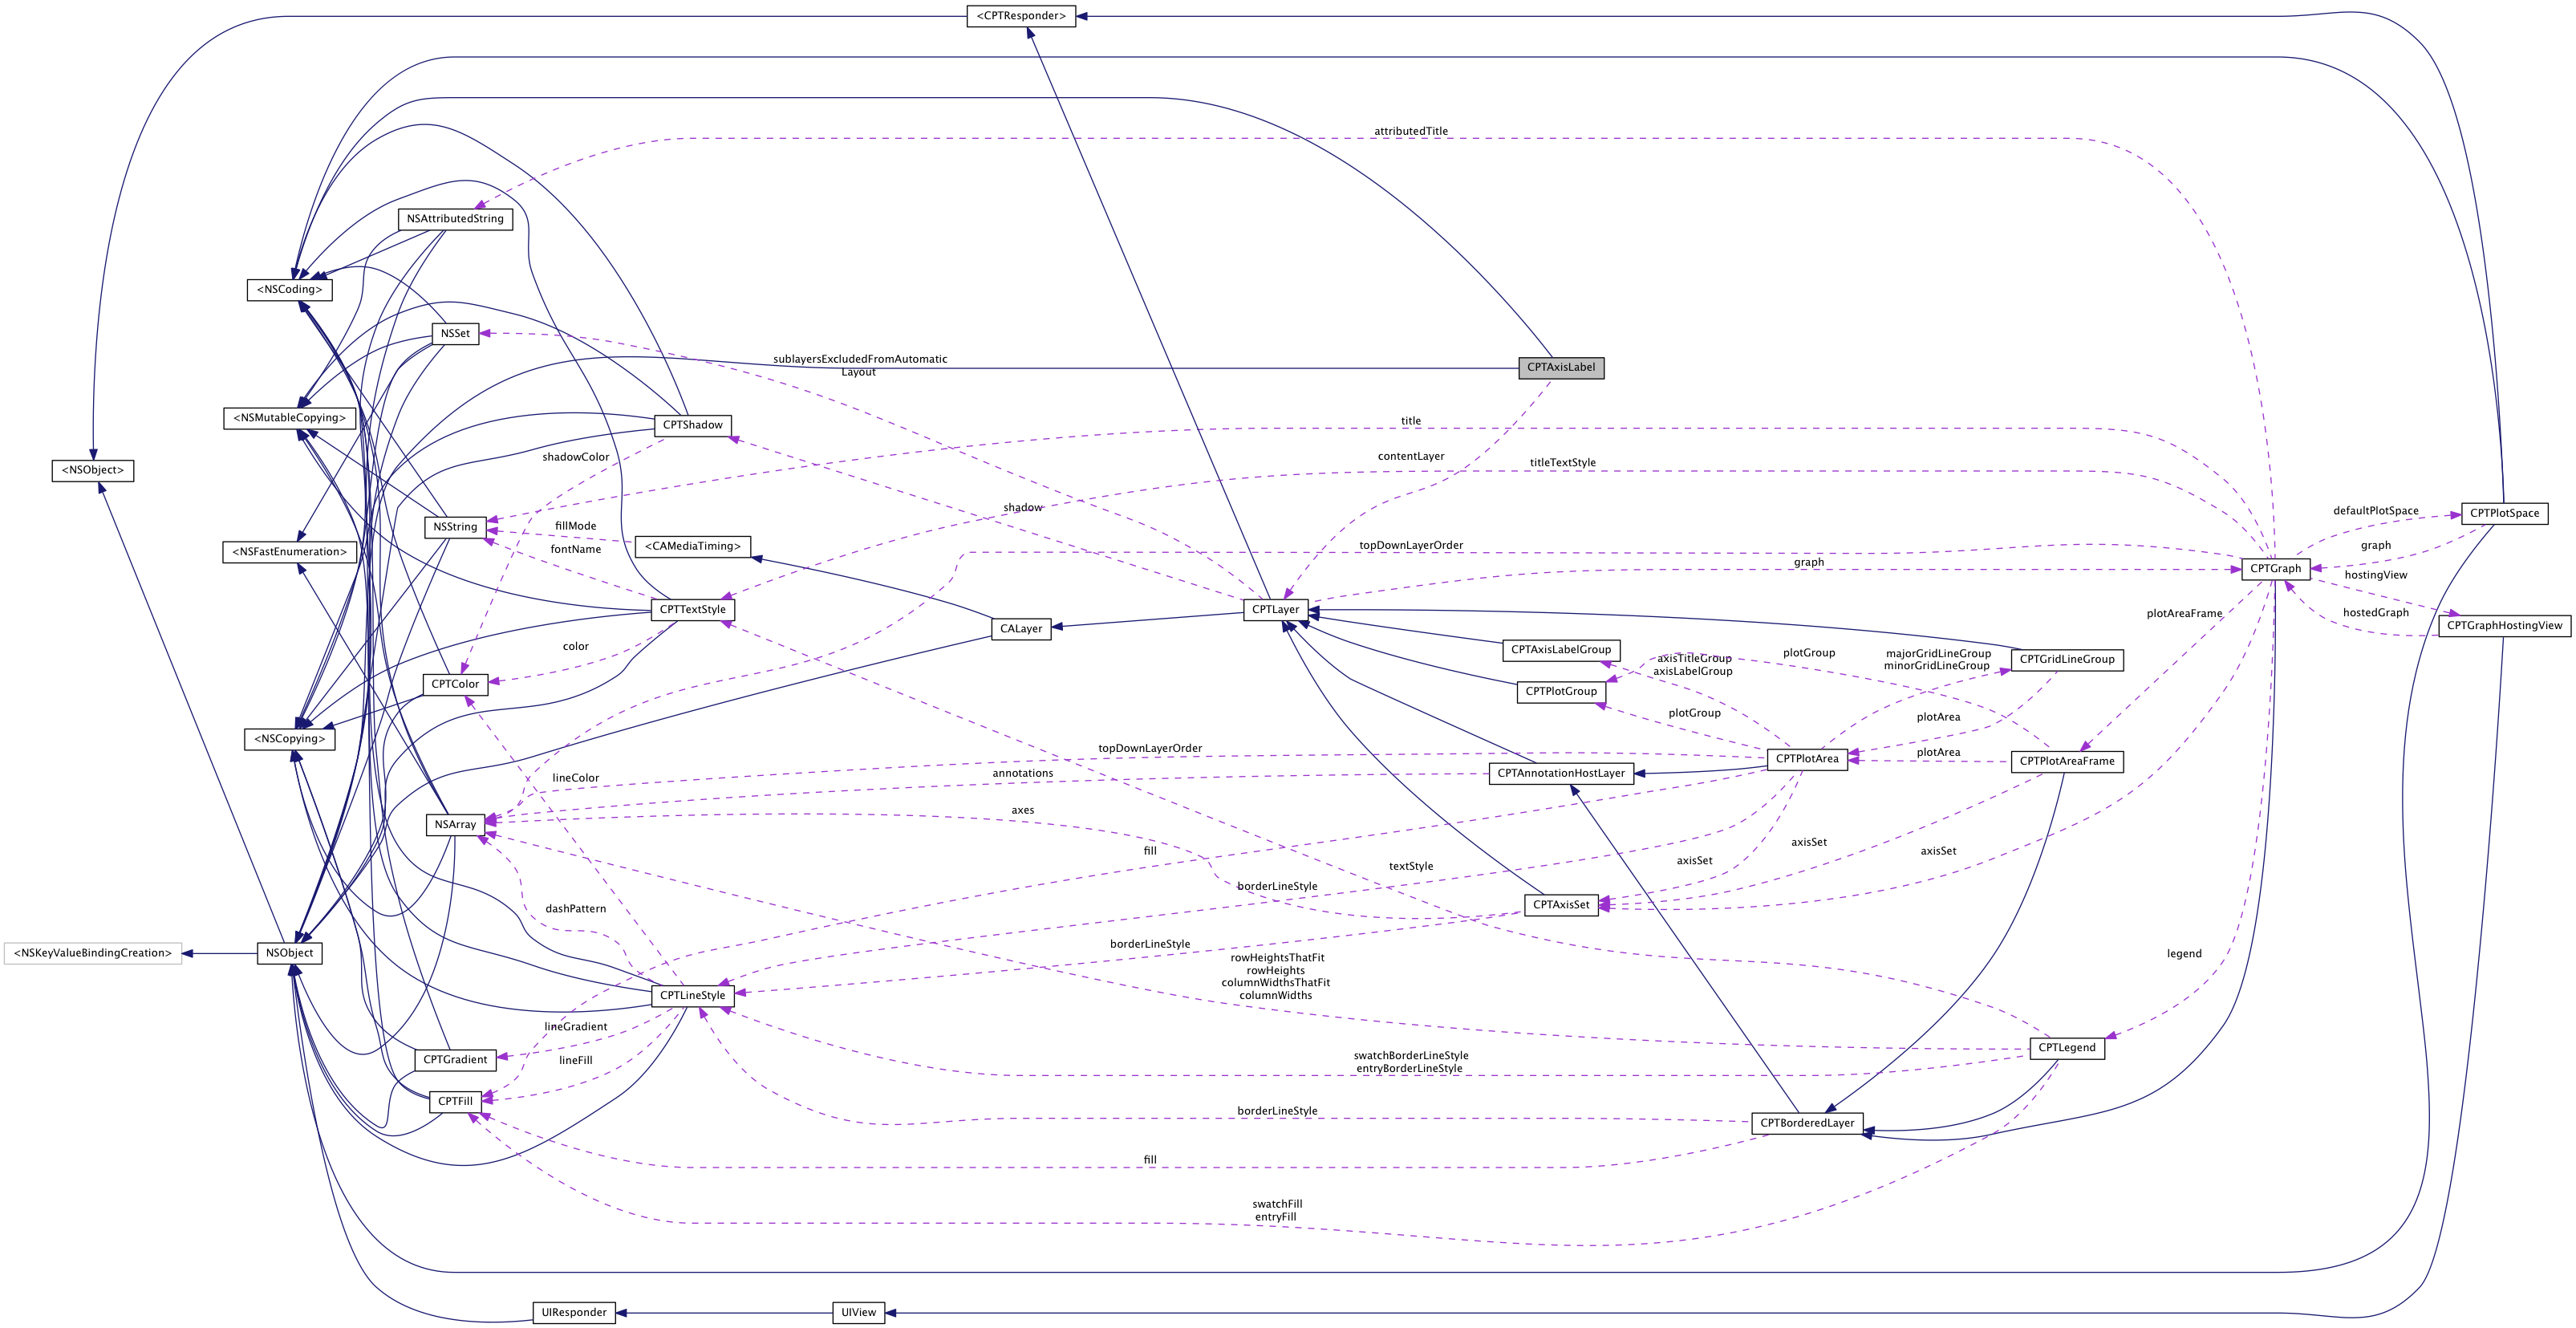 <CPTResponder>
attributedTitle
NSAttributedString
<NSCoding>
NSSet
sublayersExcludedFromAutomatic
Layout
CPTAxisLabel
<NSMutableCopying>
CPTShadow
title
shadowColor
contentLayer
titleTextStyle
<NSObject>
shadow
defaultPlotSpace
CPTPlotSpace
NSString
fillMode
<CAMediaTiming>
topDownLayerOrder
graph
<NSFastEnumeration>
fontName
graph
CPTGraph
hostingView
CPTTextStyle
CPTLayer
plotAreaFrame
hostedGraph
CALayer
CPTGraphHostingView
color
CPTAxisLabelGroup
axisTitleGroup
axisLabelGroup
plotGroup
majorGridLineGroup
minorGridLineGroup
CPTGridLineGroup
CPTColor
CPTPlotGroup
plotGroup
plotArea
<NSCopying>
topDownLayerOrder
plotArea
CPTPlotArea
CPTPlotAreaFrame
lineColor
annotations
CPTAnnotationHostLayer
NSArray
axes
fill
textStyle
axisSet
axisSet
axisSet
borderLineStyle
CPTAxisSet
dashPattern
borderLineStyle
<NSKeyValueBindingCreation>
NSObject
legend
rowHeightsThatFit
rowHeights
columnWidthsThatFit
columnWidths
CPTLineStyle
lineGradient
CPTGradient
lineFill
CPTLegend
swatchBorderLineStyle
entryBorderLineStyle
CPTFill
borderLineStyle
CPTBorderedLayer
fill
swatchFill
entryFill
UIResponder
UIView